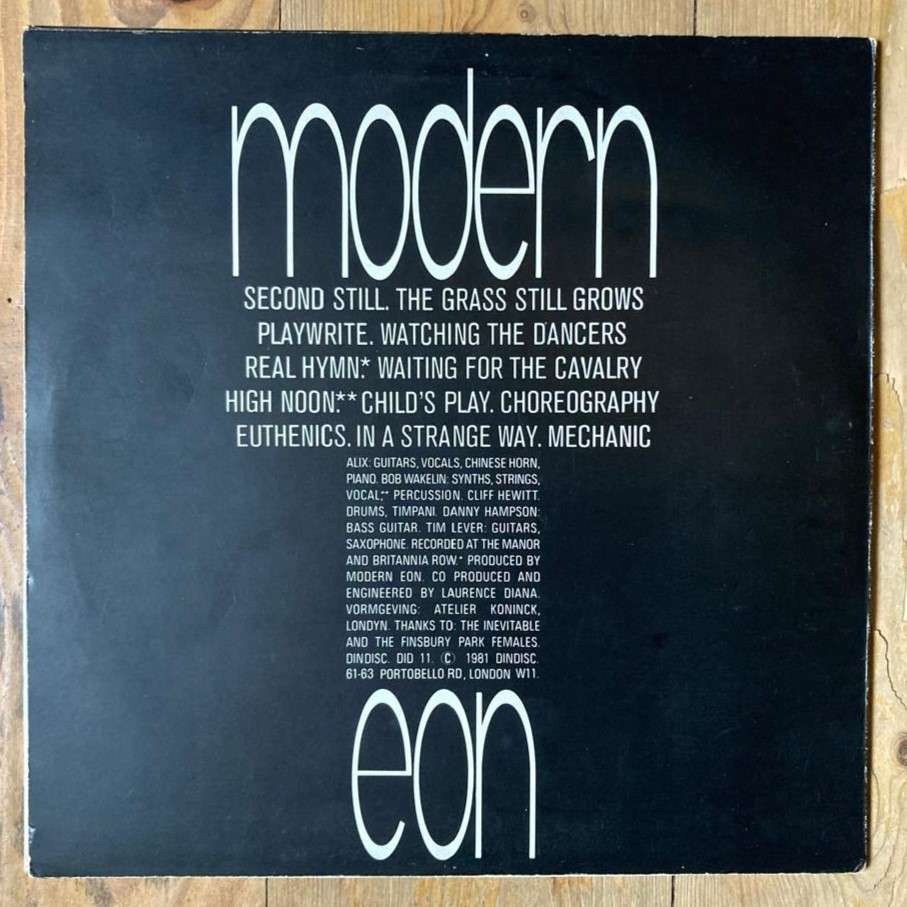 modern
SECOND STILL. THE GRASS STILL GROWS
PLAYWRITE. WATCHING THE DANCERS
REAL HYMN.* WAITING FOR THE CAVALRY
HIGH NOON.** CHILD'S PLAY. CHOREOGRAPHY
EUTHENICS. IN A STRANGE WAY. MECHANIC
ALIX: GUITARS, VOCALS, CHINESE HORN,
PIANO. BOB WAKELIN: SYNTHS, STRINGS,
VOCAL,** PERCUSSION. CLIFF HEWITT.
DRUMS, TIMPANI. DANNY HAMPSON:
BASS GUITAR. TIM LEVER: GUITARS,
SAXOPHONE. RECORDED AT THE MANOR
AND BRITANNIA ROW.* PRODUCED BY
MODERN EON. CO PRODUCED AND
ENGINEERED BY LAURENCE DIANA.
VORMGEVING: ATELIER KONINCK,
LONDYN. THANKS TO: THE INEVITABLE
AND THE FINSBURY PARK FEMALES.
DINDISC. DID 11. (C) 1981 DINDISC.
61-63 PORTOBELLO RD, LONDON W11.
eon